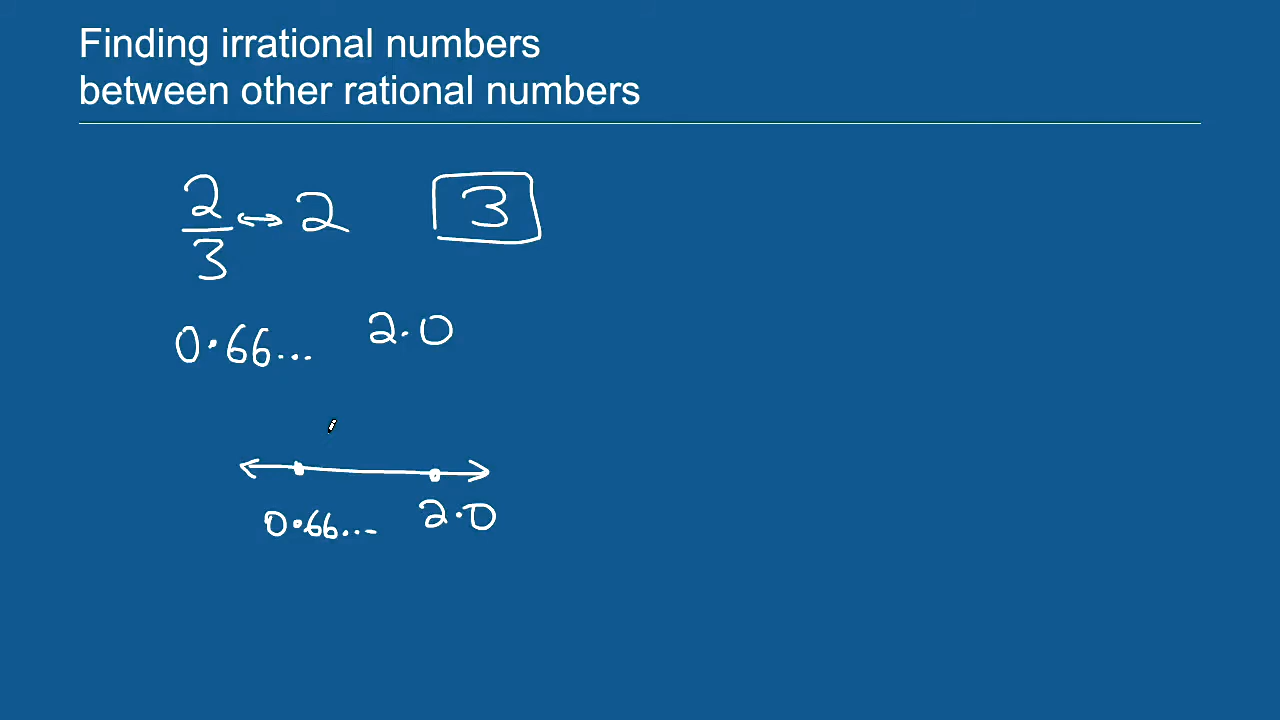 Finding irrational numbers
between other rational numbers
2/3 ↔ 2 3
0.66... 2.0
0.66... 2.0